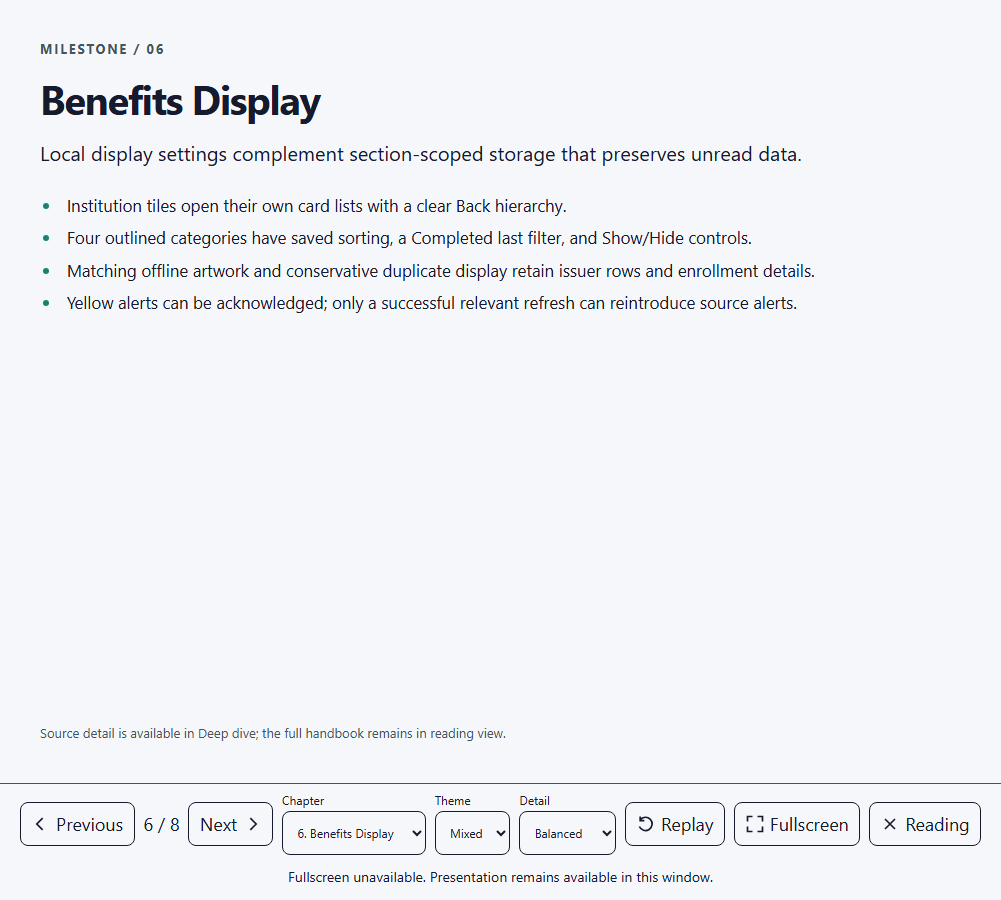 MILESTONE / 06
Benefits Display
Local display settings complement section-scoped storage that preserves unread data.
Institution tiles open their own card lists with a clear Back hierarchy.
Four outlined categories have saved sorting, a Completed last filter, and Show/Hide controls.
Matching offline artwork and conservative duplicate display retain issuer rows and enrollment details.
Yellow alerts can be acknowledged; only a successful relevant refresh can reintroduce source alerts.
Source detail is available in Deep dive; the full handbook remains in reading view.
Chapter Theme Detail
Previous 6 / 8 Next 6. Benefits Display Mixed Balanced Replay Fullscreen Reading
Fullscreen unavailable. Presentation remains available in this window.